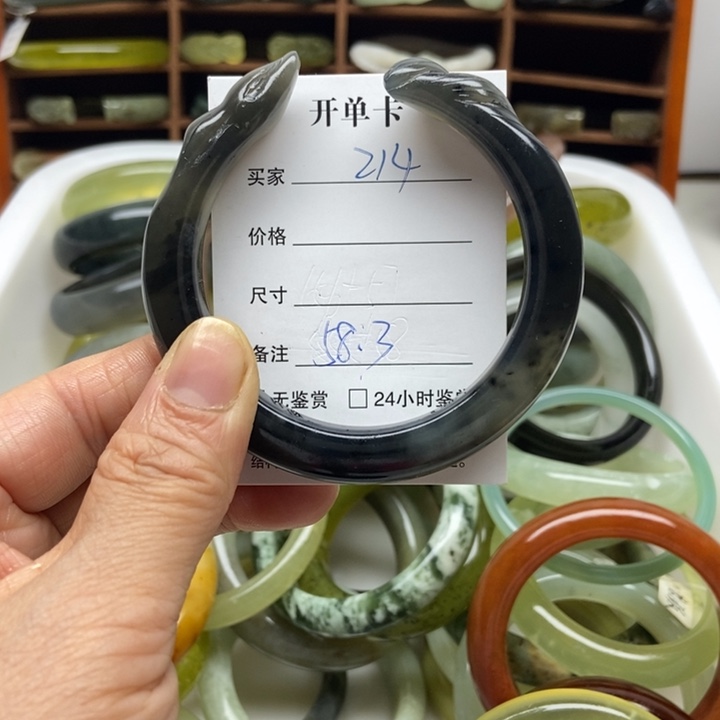 开单卡
买家 214
价格
尺寸
备注 58.3
无鉴赏 □ 24小时鉴赏